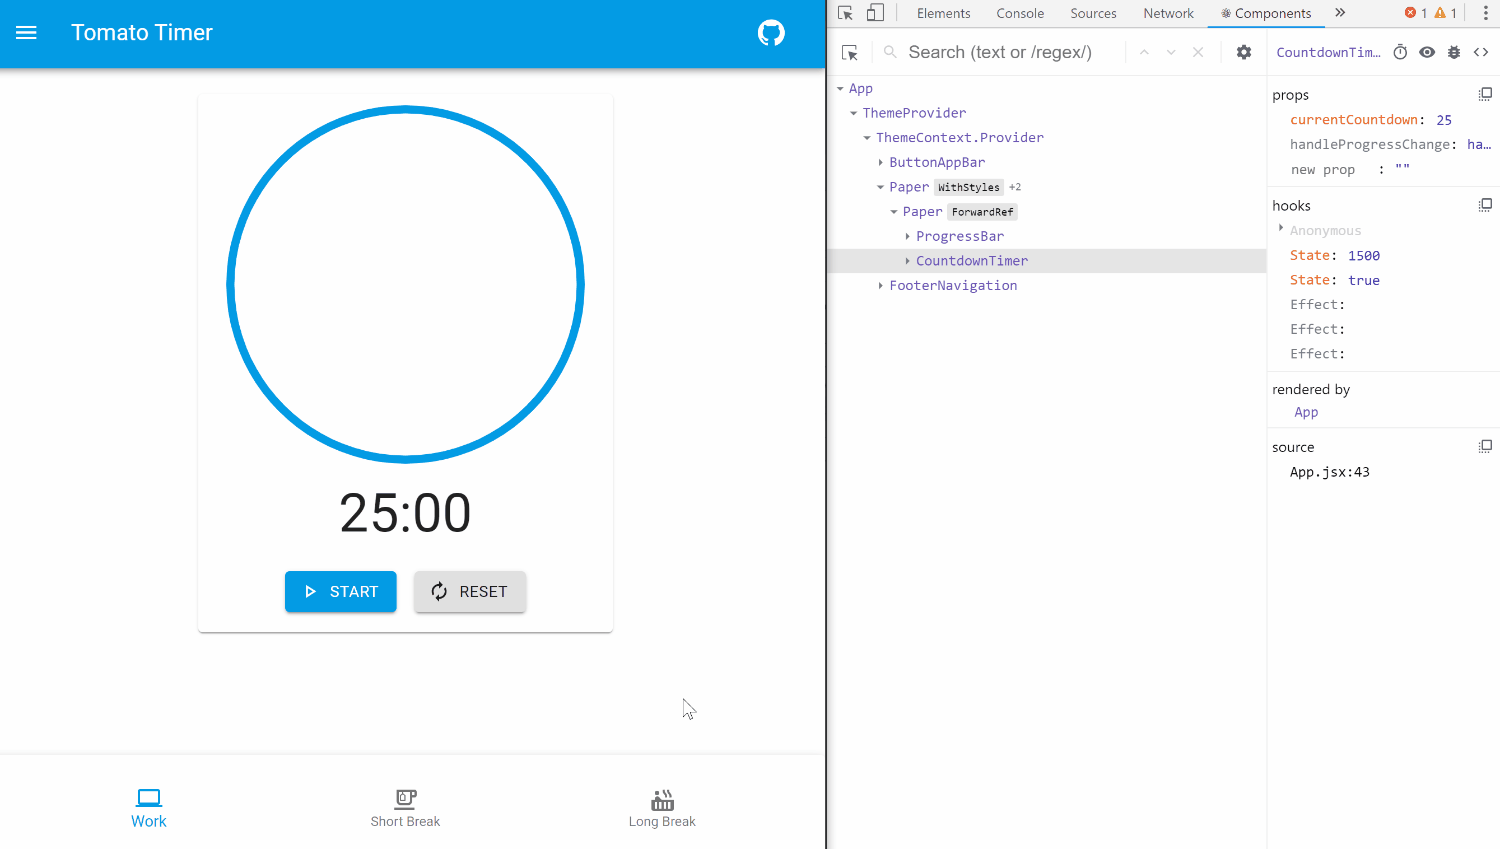 Tomato Timer
25:00
START
RESET
Work
Short Break
Long Break
Elements Console Sources Network Components » 1 1
Search (text or /regex/)
App
ThemeProvider
ThemeContext.Provider
ButtonAppBar
Paper WithStyles +2
Paper ForwardRef
ProgressBar
CountdownTimer
FooterNavigation
CountdownTim…
props
currentCountdown: 25
handleProgressChange: ha…
new prop : ""
hooks
Anonymous
State: 1500
State: true
Effect:
Effect:
Effect:
rendered by
App
source
App.jsx:43